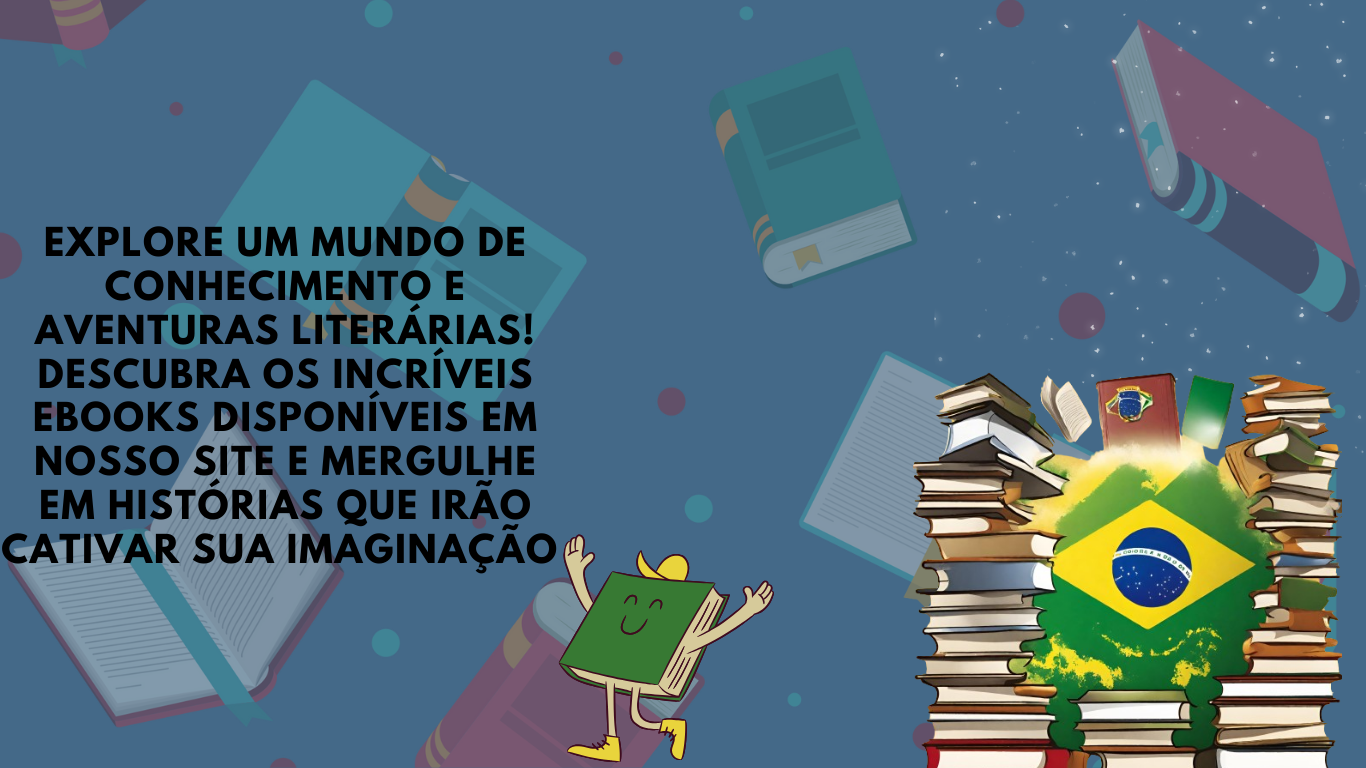 EXPLORE UM MUNDO DE
CONHECIMENTO E
AVENTURAS LITERÁRIAS!
DESCUBRA OS INCRÍVEIS
EBOOKS DISPONÍVEIS EM
NOSSO SITE E MERGULHE
EM HISTÓRIAS QUE IRÃO
CATIVAR SUA IMAGINAÇÃO